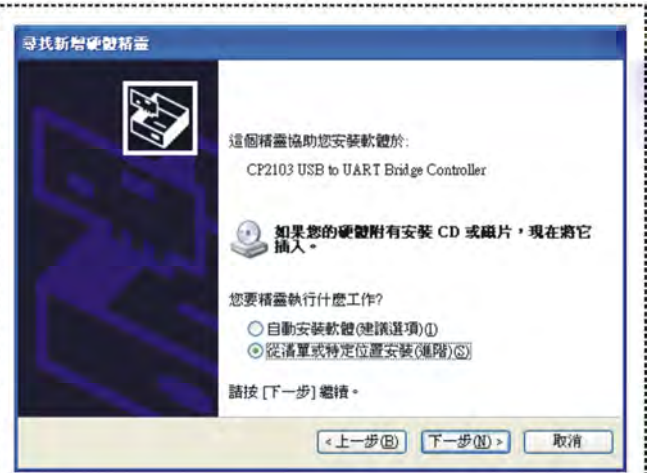 尋找新增硬體精靈
這個精靈協助您安裝軟體於:
CP2103 USB to UART Bridge Controller
如果您的硬體附有安裝 CD 或磁片，現在將它
插入。
您要精靈執行什麼工作?
自動安裝軟體(建議選項)(I)
從清單或特定位置安裝(進階)(S)
請按 [下一步] 繼續。
< 上一步(B) 下一步(N) > 取消